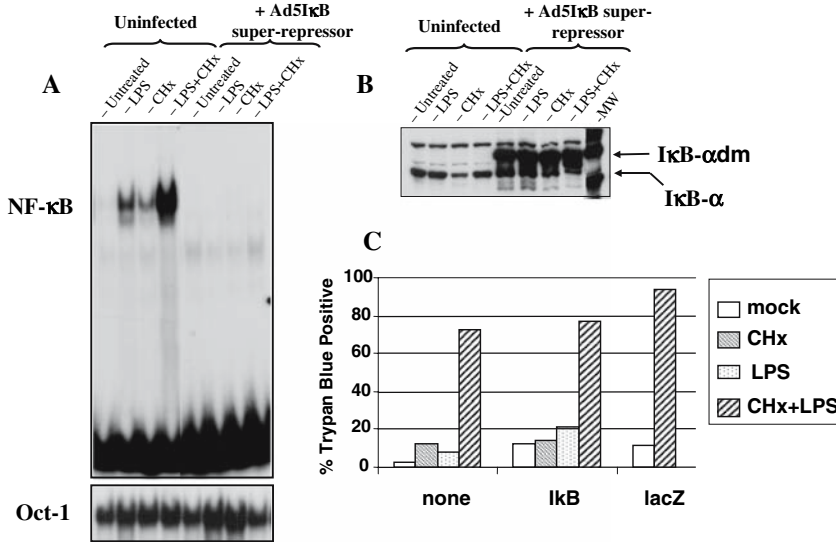 A
Uninfected
+ Ad5IκB
super-repressor
– Untreated
– LPS
– CHx
– LPS+CHx
– Untreated
– LPS
– CHx
– LPS+CHx
NF-κB
Oct-1
B
Uninfected
+ Ad5IκB super-
repressor
– Untreated
– LPS
– CHx
– LPS+CHx
–Untreated
– LPS
– CHx
– LPS+CHx
-MW
IκB-αdm
IκB-α
C
% Trypan Blue Positive
100
80
60
40
20
0
none
IkB
lacZ
mock
CHx
LPS
CHx+LPS